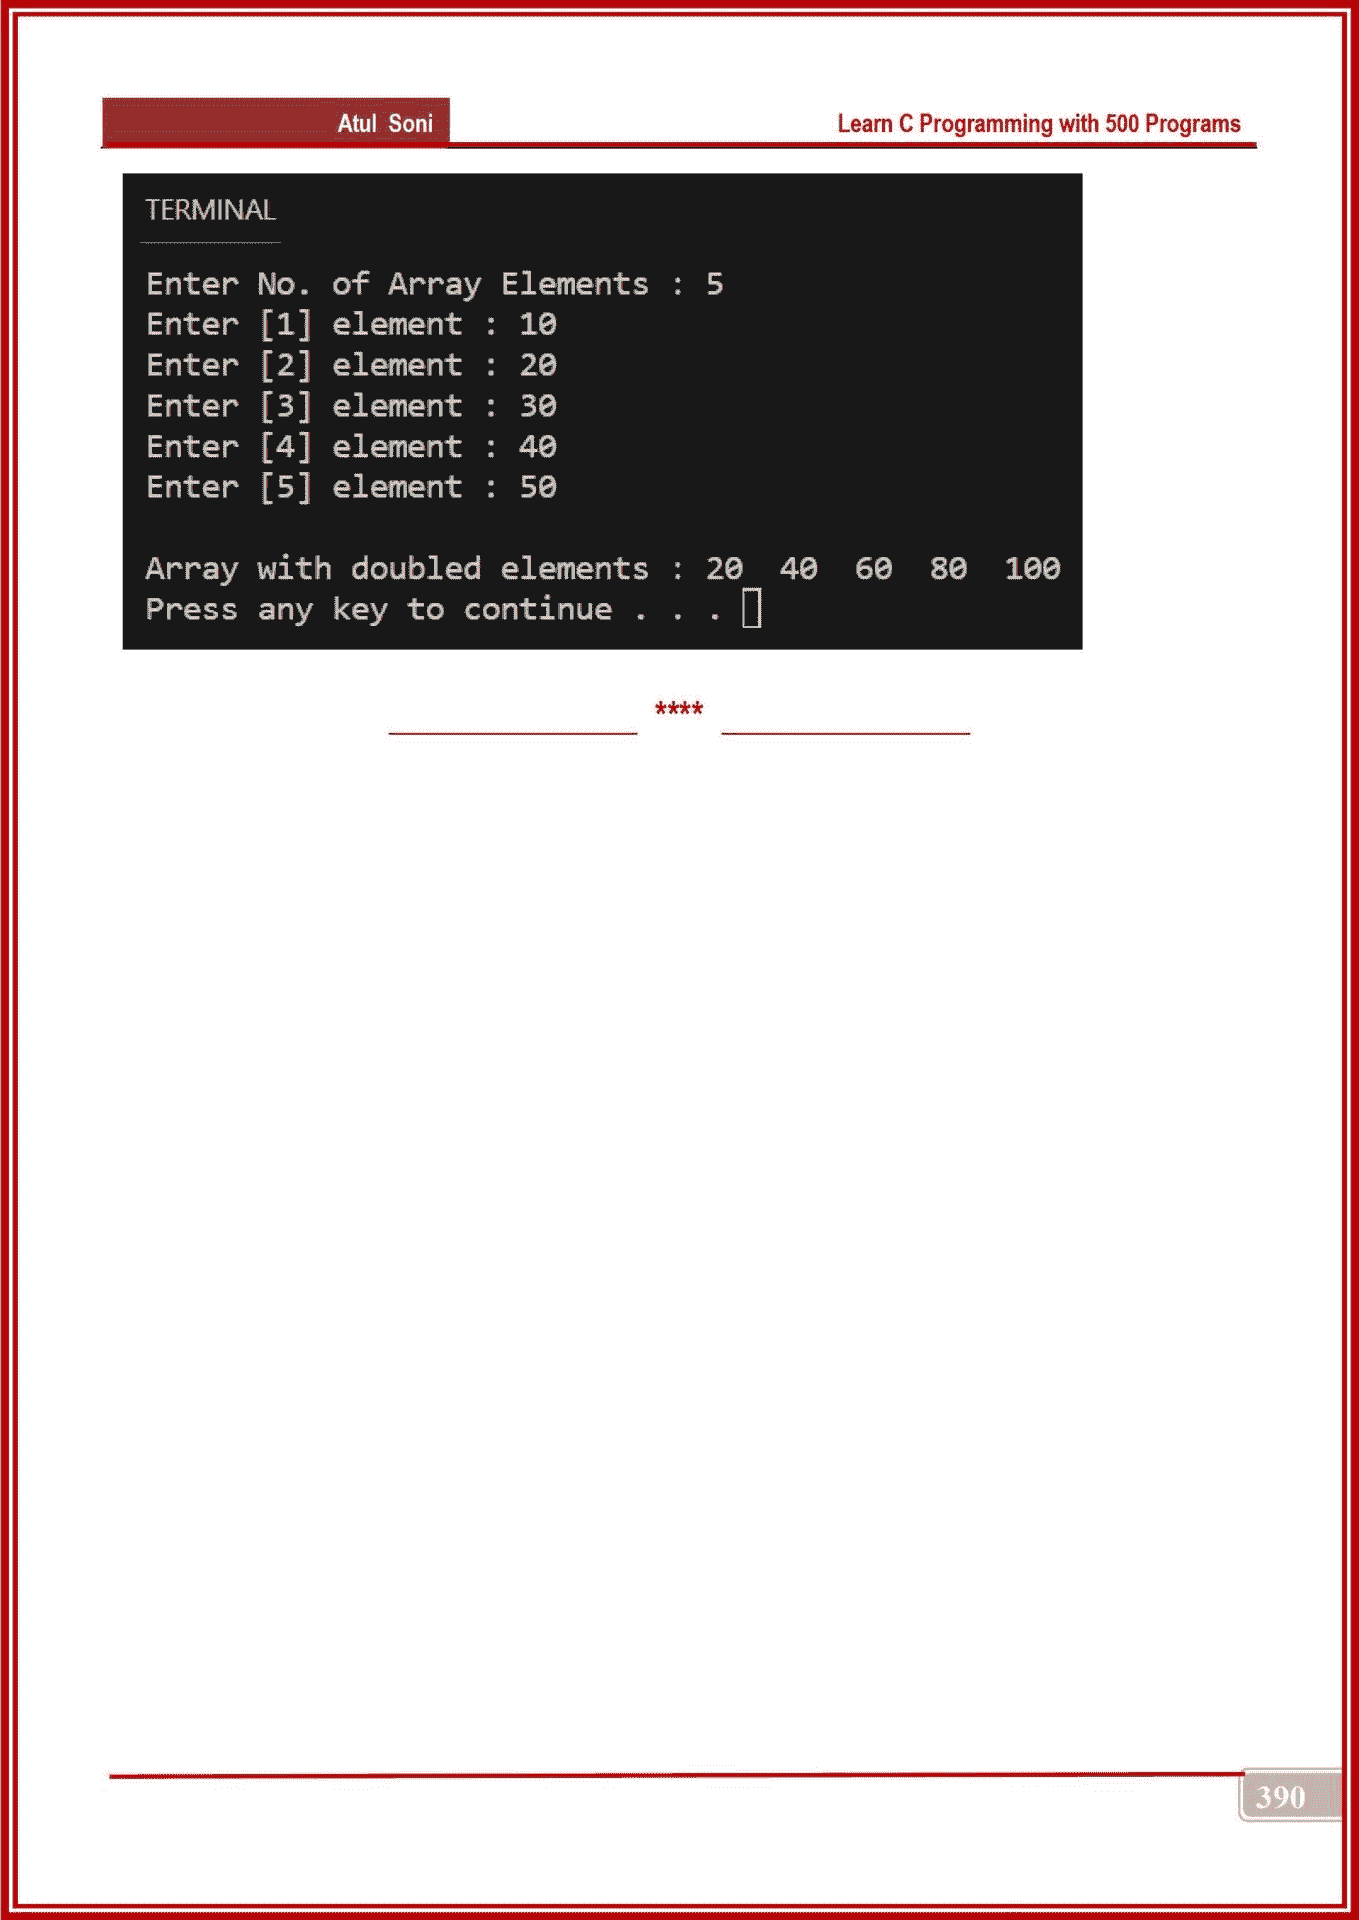 Atul Soni
Learn C Programming with 500 Programs
TERMINAL
Enter No. of Array Elements : 5
Enter [1] element : 10
Enter [2] element : 20
Enter [3] element : 30
Enter [4] element : 40
Enter [5] element : 50
Array with doubled elements : 20  40  60  80  100
Press any key to continue . . .
****
390